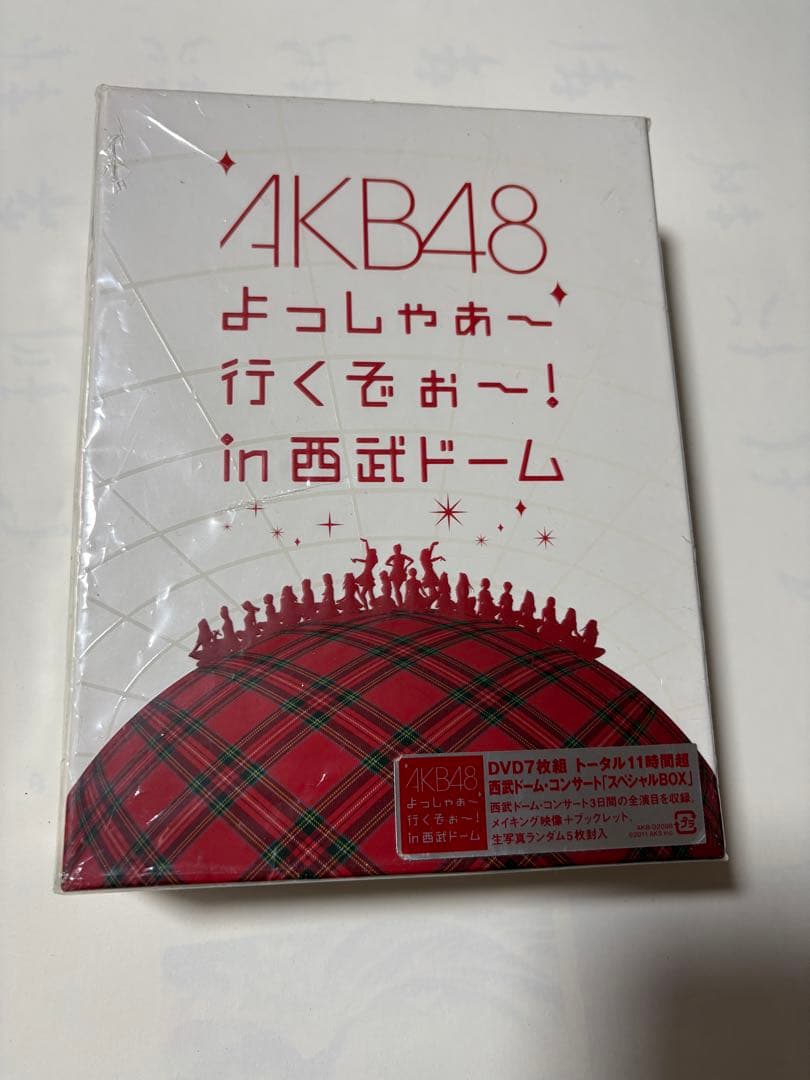 AKB48
よっしゃぁ〜
行くぞぉ〜!
in 西武ドーム
AKB48
よっしゃぁ〜
行くぞぉ〜!
in 西武ドーム
DVD7枚組 トータル11時間超
西武ドーム・コンサート「スペシャルBOX」
西武ドーム・コンサート3日間の全演目を収録。
メイキング映像+ブックレット、
生写真ランダム5枚封入
©2011 AKS Inc.
プラ